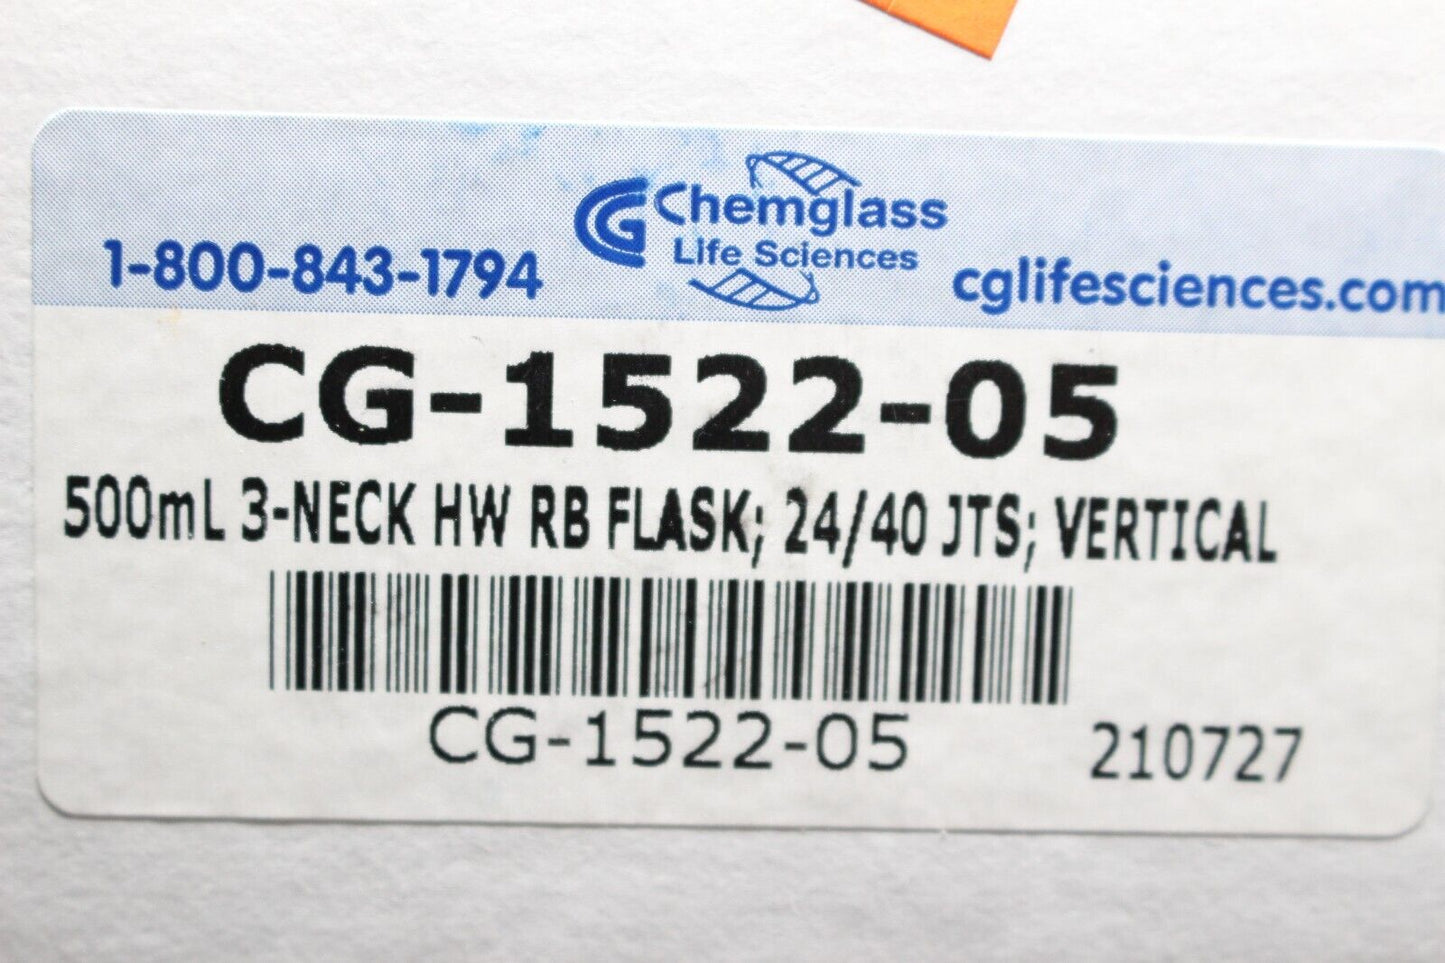 Chemglass
Life Sciences
1-800-843-1794
cglifesciences.com
CG-1522-05
500mL 3-NECK HW RB FLASK; 24/40 JTS; VERTICAL
CG-1522-05
210727